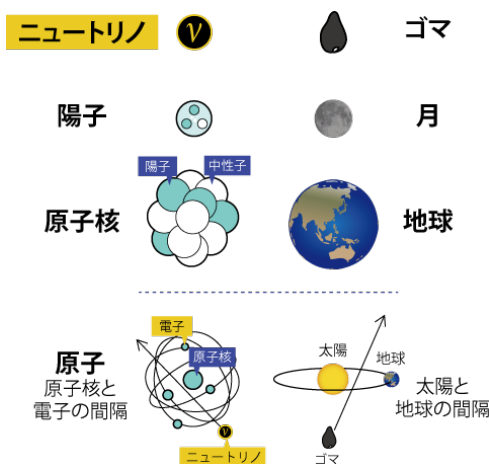 ニュートリノ
ν
ゴマ
陽子
月
陽子
中性子
原子核
地球
電子
原子核
原子
原子核と
電子の間隔
ν
ニュートリノ
太陽
地球
太陽と
地球の間隔
ゴマ